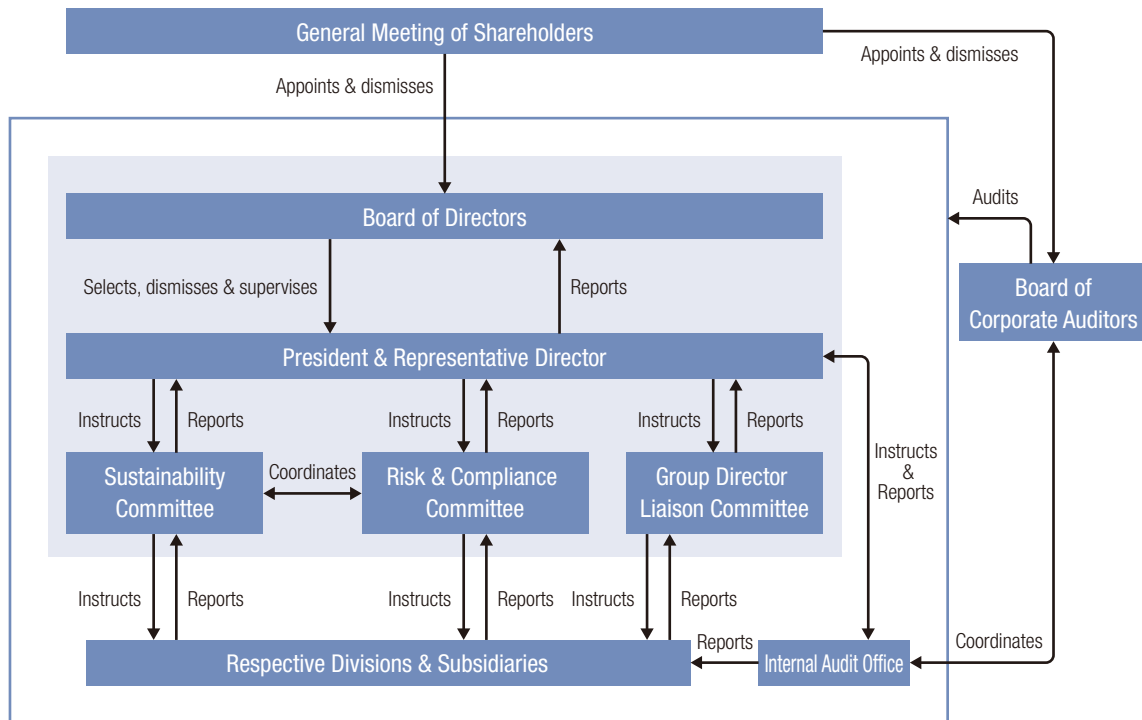 General Meeting of Shareholders
Appoints & dismisses
Appoints & dismisses
Board of Directors
Audits
Selects, dismisses & supervises
Reports
Board of
Corporate Auditors
President & Representative Director
Instructs
Reports
Instructs
Reports
Instructs
Reports
Instructs
&
Reports
Sustainability
Committee
Coordinates
Risk & Compliance
Committee
Group Director
Liaison Committee
Instructs
Reports
Instructs
Reports
Instructs
Reports
Respective Divisions & Subsidiaries
Reports
Internal Audit Office
Coordinates